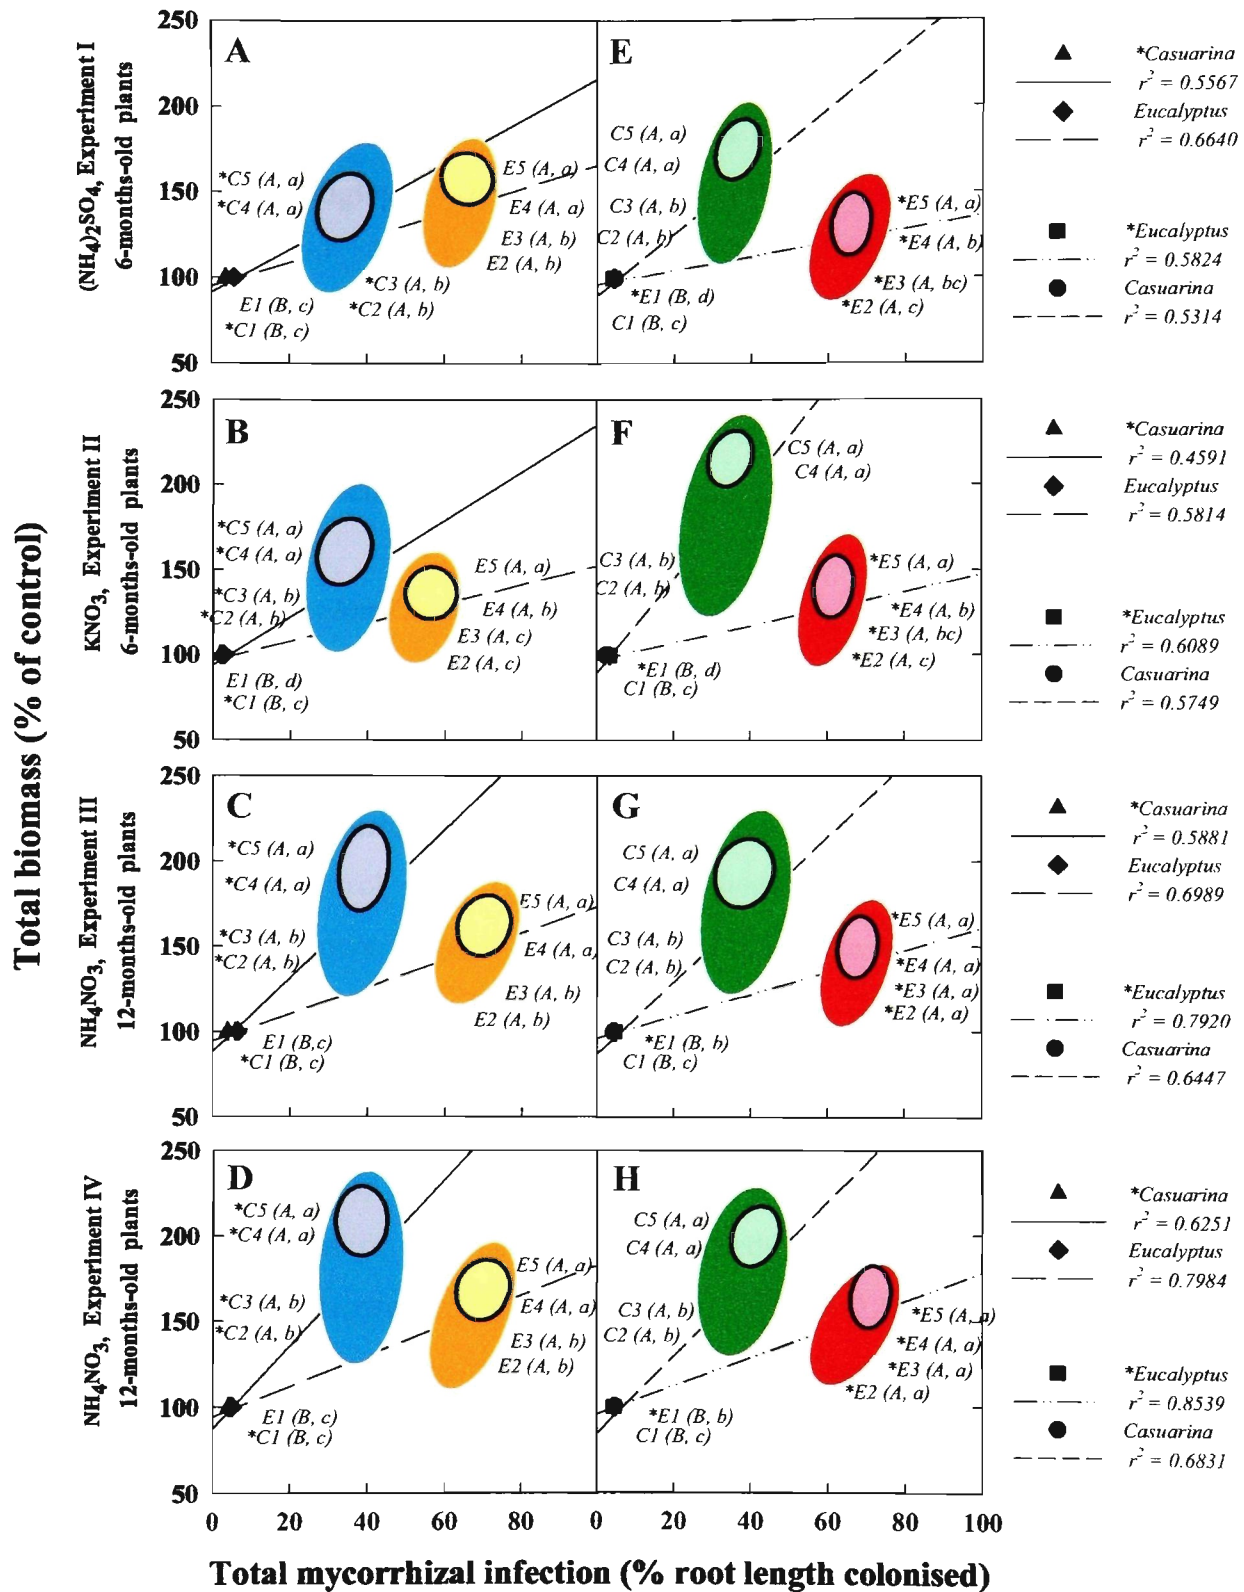 Total biomass (% of control)
(NH4)2SO4, Experiment I
6-months-old plants
250
200
150
100
50
A
*C5 (A, a)
*C4 (A, a)
*C3 (A, b)
*C2 (A, b)
E1 (B, c)
*C1 (B, c)
E5 (A, a)
E4 (A, a)
E3 (A, b)
E2 (A, b)
E
C5 (A, a)
C4 (A, a)
C3 (A, b)
C2 (A, b)
*E1 (B, d)
C1 (B, c)
*E5 (A, a)
*E4 (A, b)
*E3 (A, bc)
*E2 (A, c)
*Casuarina
r² = 0.5567
Eucalyptus
r² = 0.6640
*Eucalyptus
r² = 0.5824
Casuarina
r² = 0.5314
KNO3, Experiment II
6-months-old plants
250
200
150
100
50
B
*C5 (A, a)
*C4 (A, a)
*C3 (A, b)
*C2 (A, b)
E1 (B, d)
*C1 (B, c)
E5 (A, a)
E4 (A, b)
E3 (A, c)
E2 (A, c)
F
C5 (A, a)
C4 (A, a)
C3 (A, b)
C2 (A, b)
*E1 (B, d)
C1 (B, c)
*E5 (A, a)
*E4 (A, b)
*E3 (A, bc)
*E2 (A, c)
*Casuarina
r² = 0.4591
Eucalyptus
r² = 0.5814
*Eucalyptus
r² = 0.6089
Casuarina
r² = 0.5749
NH4NO3, Experiment III
12-months-old plants
250
200
150
100
50
C
*C5 (A, a)
*C4 (A, a)
*C3 (A, b)
*C2 (A, b)
E1 (B,c)
*C1 (B, c)
E5 (A, a)
E4 (A, a)
E3 (A, b)
E2 (A, b)
G
C5 (A, a)
C4 (A, a)
C3 (A, b)
C2 (A, b)
*E1 (B, b)
C1 (B, c)
*E5 (A, a)
*E4 (A, a)
*E3 (A, a)
*E2 (A, a)
*Casuarina
r² = 0.5881
Eucalyptus
r² = 0.6989
*Eucalyptus
r² = 0.7920
Casuarina
r² = 0.6447
NH4NO3, Experiment IV
12-months-old plants
250
200
150
100
50
D
*C5 (A, a)
*C4 (A, a)
*C3 (A, b)
*C2 (A, b)
E1 (B, c)
*C1 (B, c)
E5 (A, a)
E4 (A, a)
E3 (A, b)
E2 (A, b)
H
C5 (A, a)
C4 (A, a)
C3 (A, b)
C2 (A, b)
*E1 (B, b)
C1 (B, c)
*E5 (A, a)
*E4 (A, a)
*E3 (A, a)
*E2 (A, a)
*Casuarina
r² = 0.6251
Eucalyptus
r² = 0.7984
*Eucalyptus
r² = 0.8539
Casuarina
r² = 0.6831
0 20 40 60 80 0 20 40 60 80 100
Total mycorrhizal infection (% root length colonised)